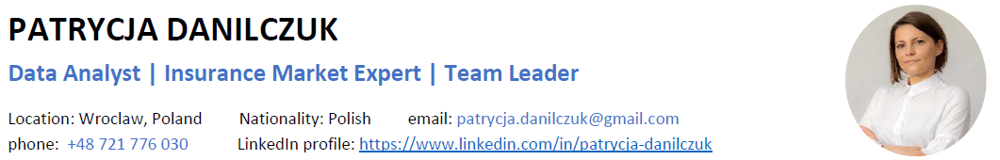 PATRYCJA DANILCZUK
Data Analyst | Insurance Market Expert | Team Leader
Location: Wroclaw, Poland Nationality: Polish email: patrycja.danilczuk@gmail.com
phone: +48 721 776 030 LinkedIn profile: https://www.linkedin.com/in/patrycja-danilczuk